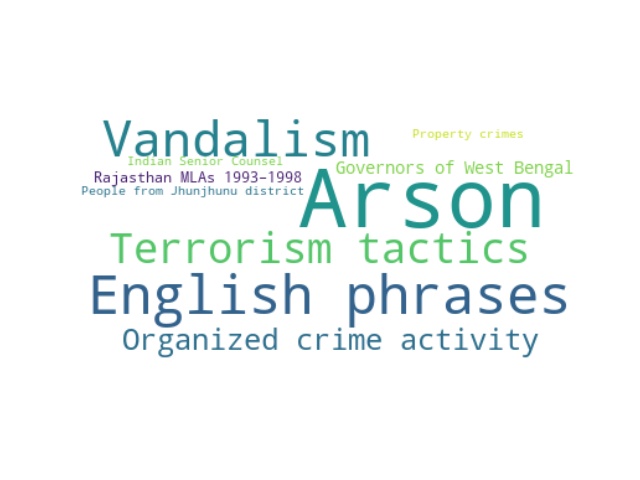 Vandalism
Property crimes
Indian Senior Counsel
Governors of West Bengal
Rajasthan MLAs 1993–1998
People from Jhunjhunu district
Arson
Terrorism tactics
English phrases
Organized crime activity